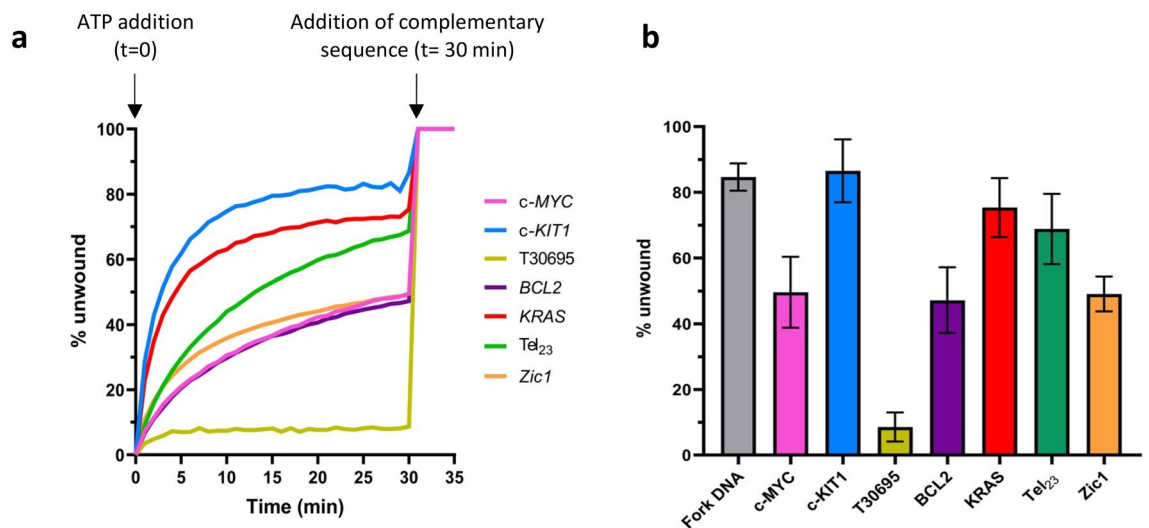 a
ATP addition
(t=0)
Addition of complementary
sequence (t= 30 min)
% unwound
100
80
60
40
20
0
0 5 10 15 20 25 30 35
Time (min)
c-MYC
c-KIT1
T30695
BCL2
KRAS
Tel23
Zic1
b
% unwound
100
80
60
40
20
0
Fork DNA
c-MYC
c-KIT1
T30695
BCL2
KRAS
Tel23
Zic1